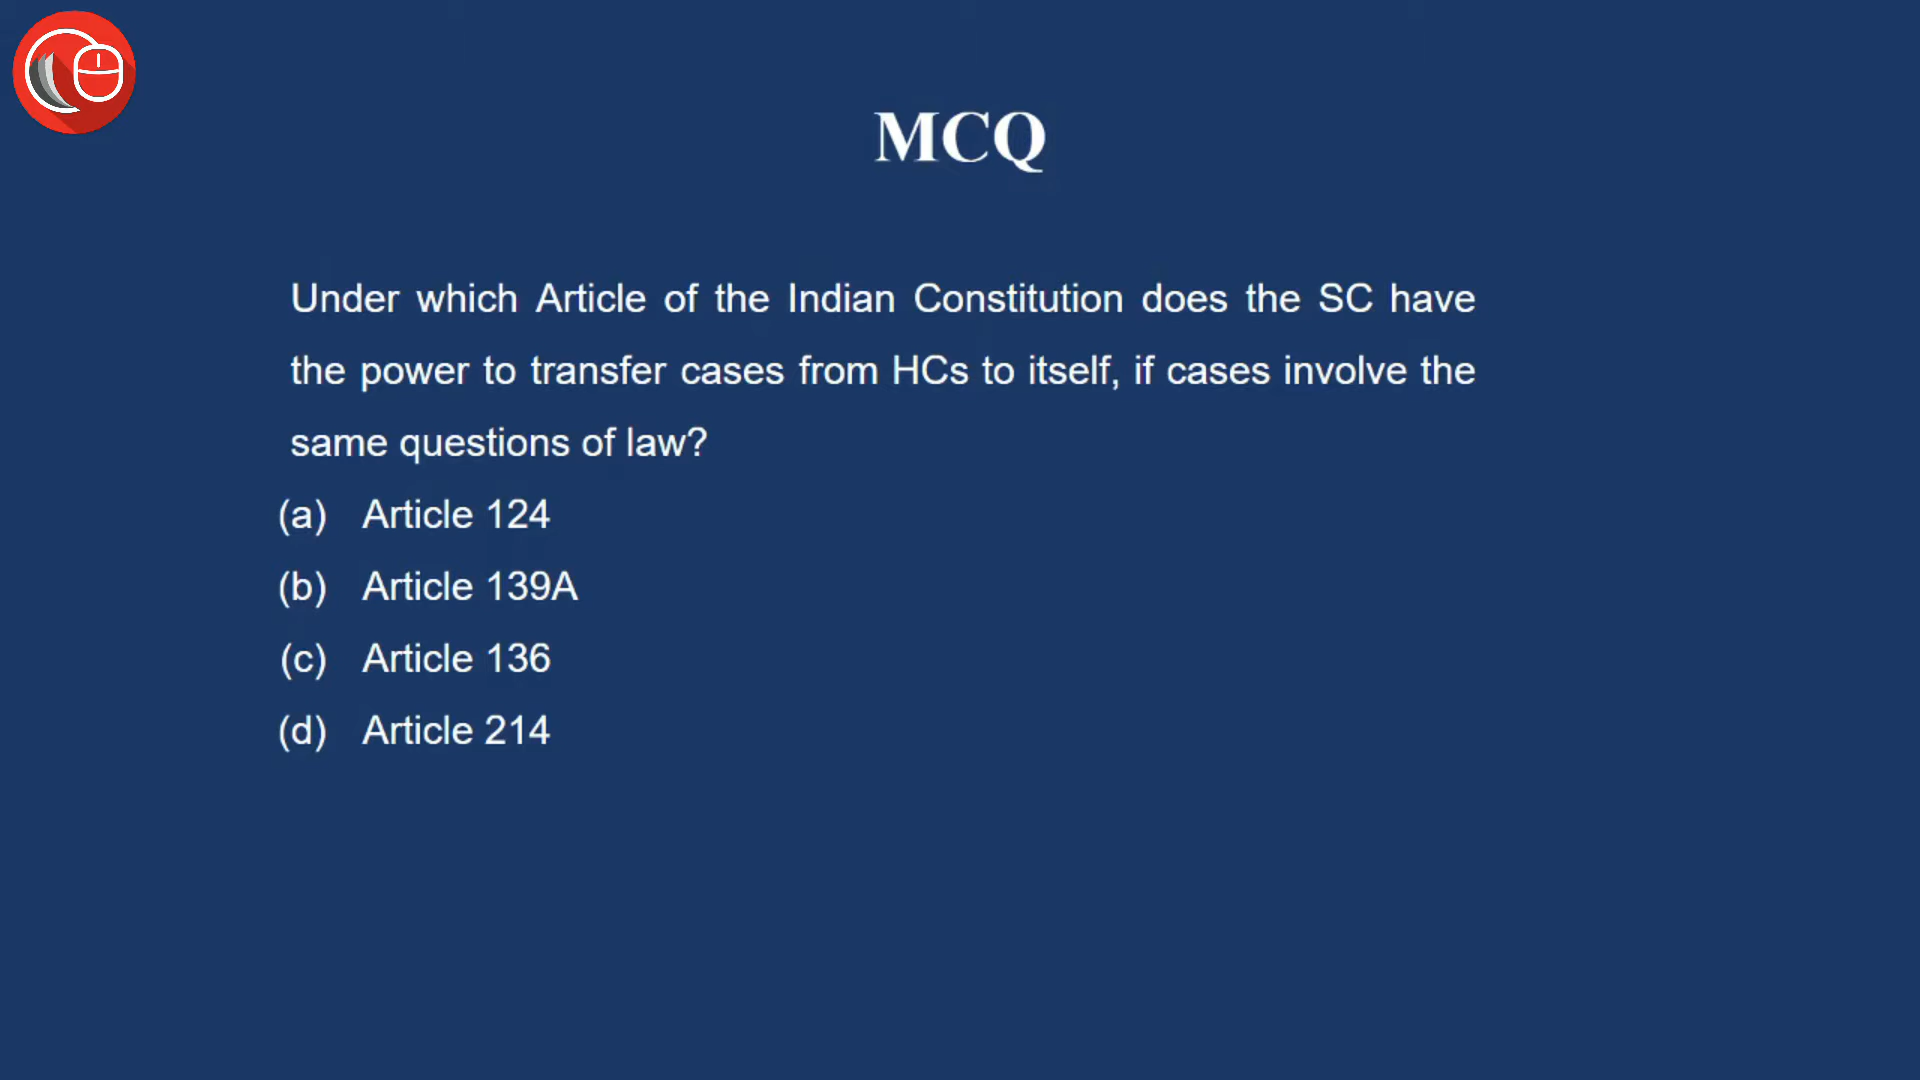 MCQ
Under which Article of the Indian Constitution does the SC have
the power to transfer cases from HCs to itself, if cases involve the
same questions of law?
(a) Article 124
(b) Article 139A
(c) Article 136
(d) Article 214